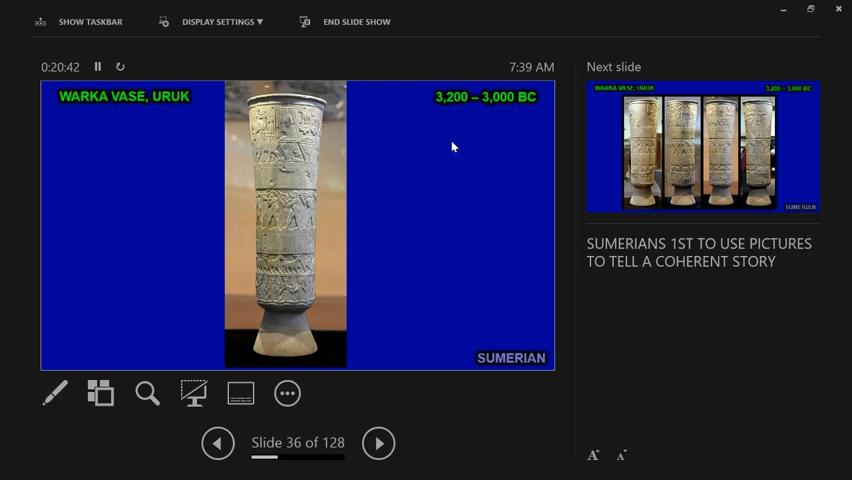 SHOW TASKBAR DISPLAY SETTINGS ▼ END SLIDE SHOW
0:20:42 7:39 AM
WARKA VASE, URUK 3,200 – 3,000 BC
SUMERIAN
Slide 36 of 128
Next slide
WARKA VASE, URUK 3,200 – 3,000 BC
SUMERIAN
SUMERIANS 1ST TO USE PICTURES
TO TELL A COHERENT STORY
A A